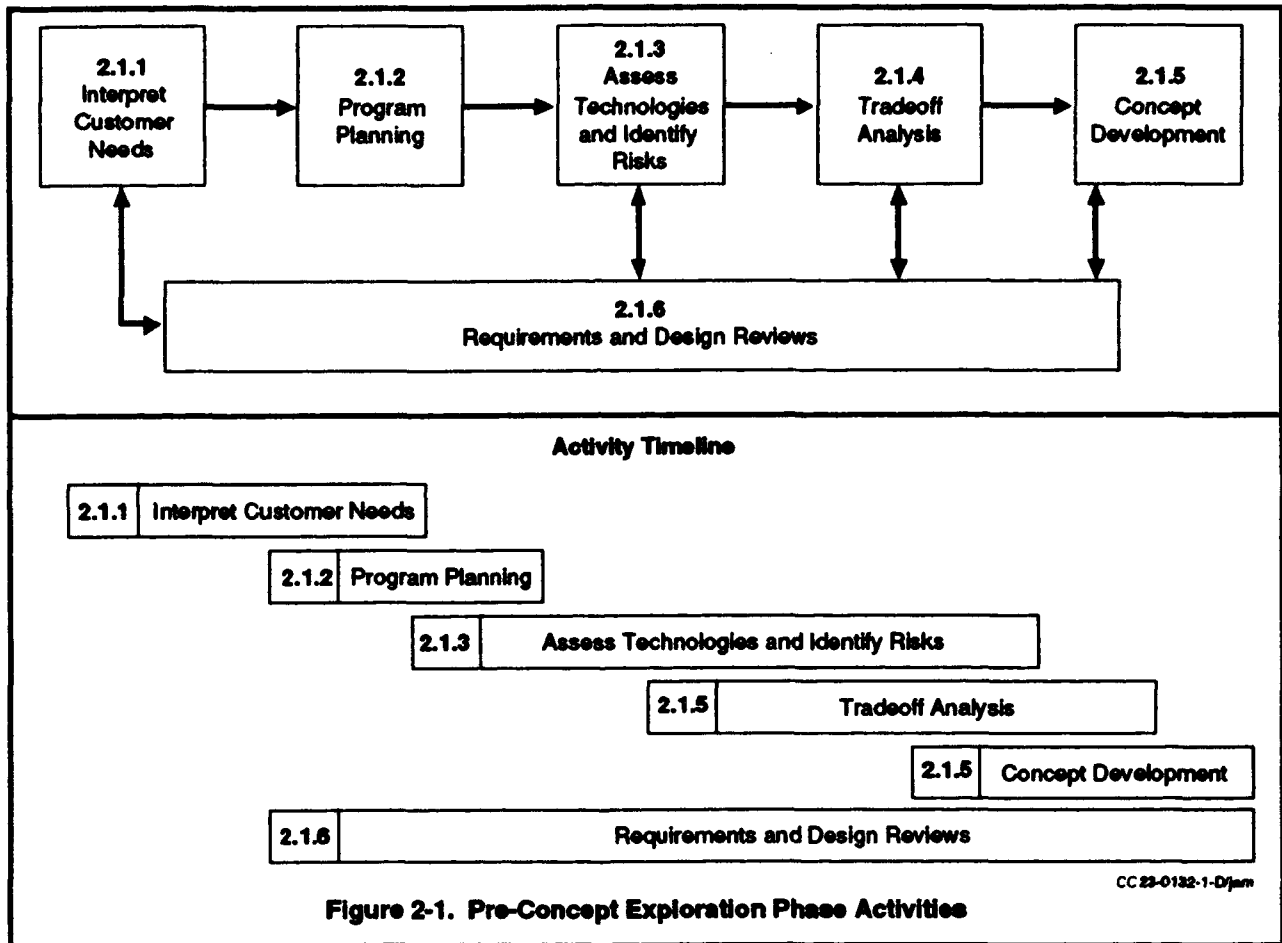 2.1.1
Interpret
Customer
Needs
2.1.2
Program
Planning
2.1.3
Assess
Technologies
and Identify
Risks
2.1.4
Tradeoff
Analysis
2.1.5
Concept
Development
2.1.6
Requirements and Design Reviews
Activity Timeline
2.1.1 Interpret Customer Needs
2.1.2 Program Planning
2.1.3 Assess Technologies and Identify Risks
2.1.5 Tradeoff Analysis
2.1.5 Concept Development
2.1.6 Requirements and Design Reviews
CC 23-0132-1-D/jam
Figure 2-1. Pre-Concept Exploration Phase Activities